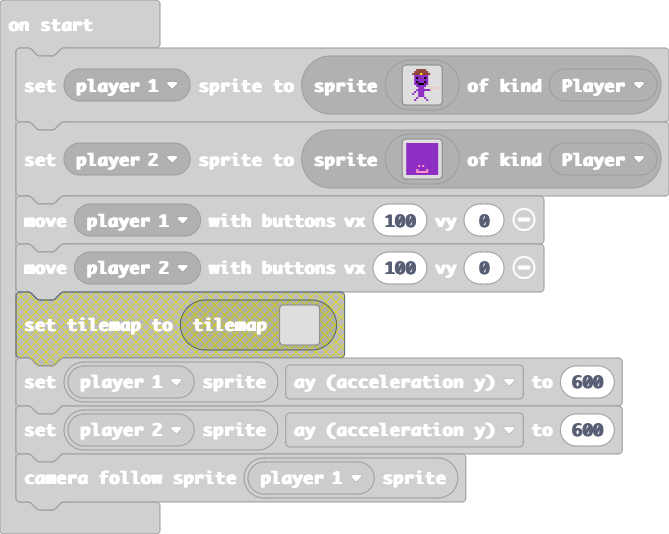 on start
set player 1 sprite to sprite of kind Player
set player 2 sprite to sprite of kind Player
move player 1 with buttons vx 100 vy 0
move player 2 with buttons vx 100 vy 0
set tilemap to tilemap
set player 1 sprite ay (acceleration y) to 600
set player 2 sprite ay (acceleration y) to 600
camera follow sprite player 1 sprite